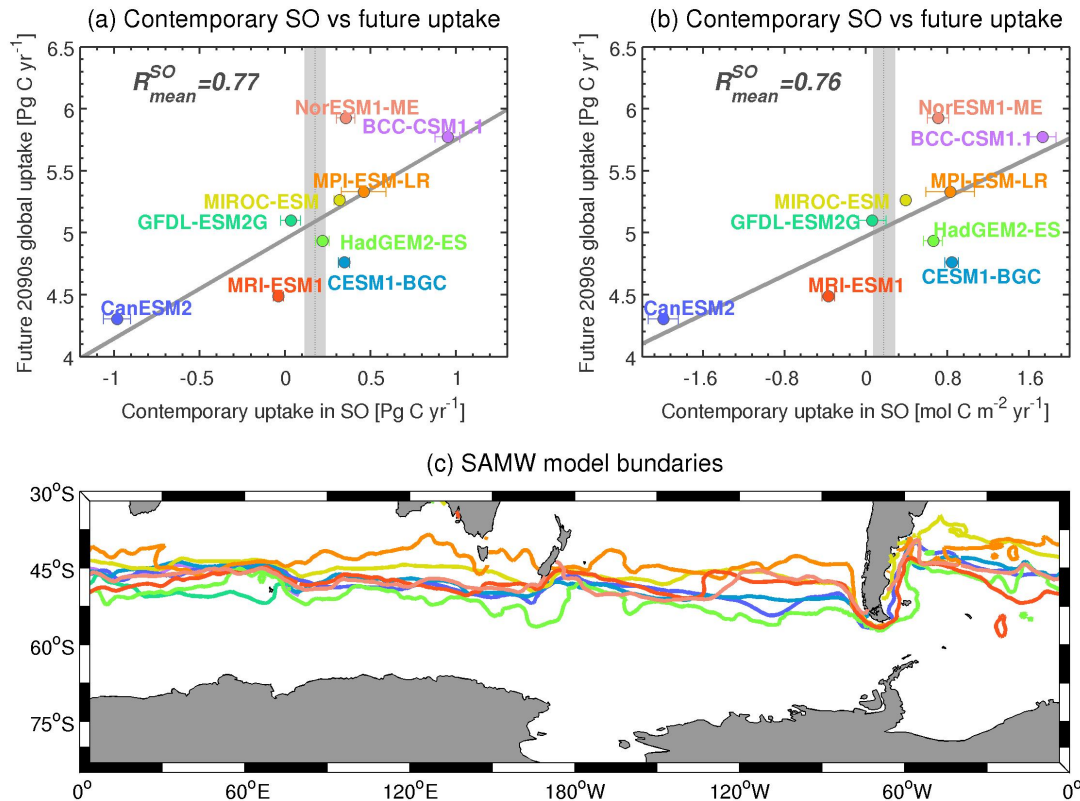 (a) Contemporary SO vs future uptake
Future 2090s global uptake [Pg C yr⁻¹]
6.5
6
5.5
5
4.5
4
R^SO_mean=0.77
NorESM1-ME
BCC-CSM1.1
MPI-ESM-LR
MIROC-ESM
GFDL-ESM2G
HadGEM2-ES
CESM1-BGC
MRI-ESM1
CanESM2
-1 0 0.5 1
Contemporary uptake in SO [Pg C yr⁻¹]
(b) Contemporary SO vs future uptake
Future 2090s global uptake [Pg C yr⁻¹]
6.5
6
5.5
5
4.5
4
R^SO_mean=0.76
NorESM1-ME
BCC-CSM1.1
MPI-ESM-LR
MIROC-ESM
GFDL-ESM2G
HadGEM2-ES
CESM1-BGC
MRI-ESM1
CanESM2
-1.6 0 0.8 1.6
Contemporary uptake in SO [mol C m⁻² yr⁻¹]
(c) SAMW model bundaries
30°S
45°S
60°S
75°S
0° 60°E 120°E 180°W 120°W 60°W 0°